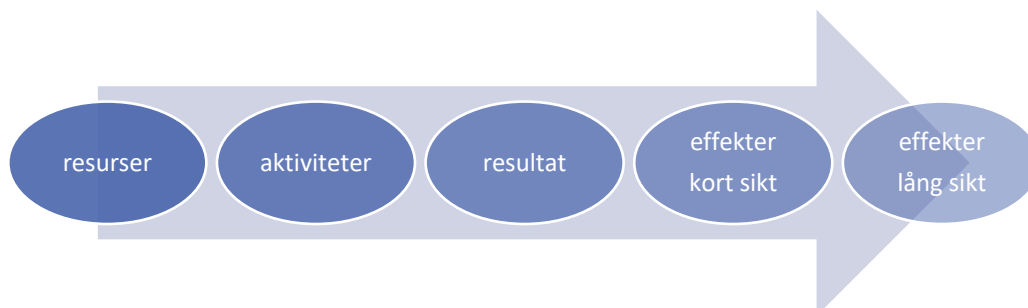 resurser
aktiviteter
resultat
effekter
kort sikt
effekter
lång sikt